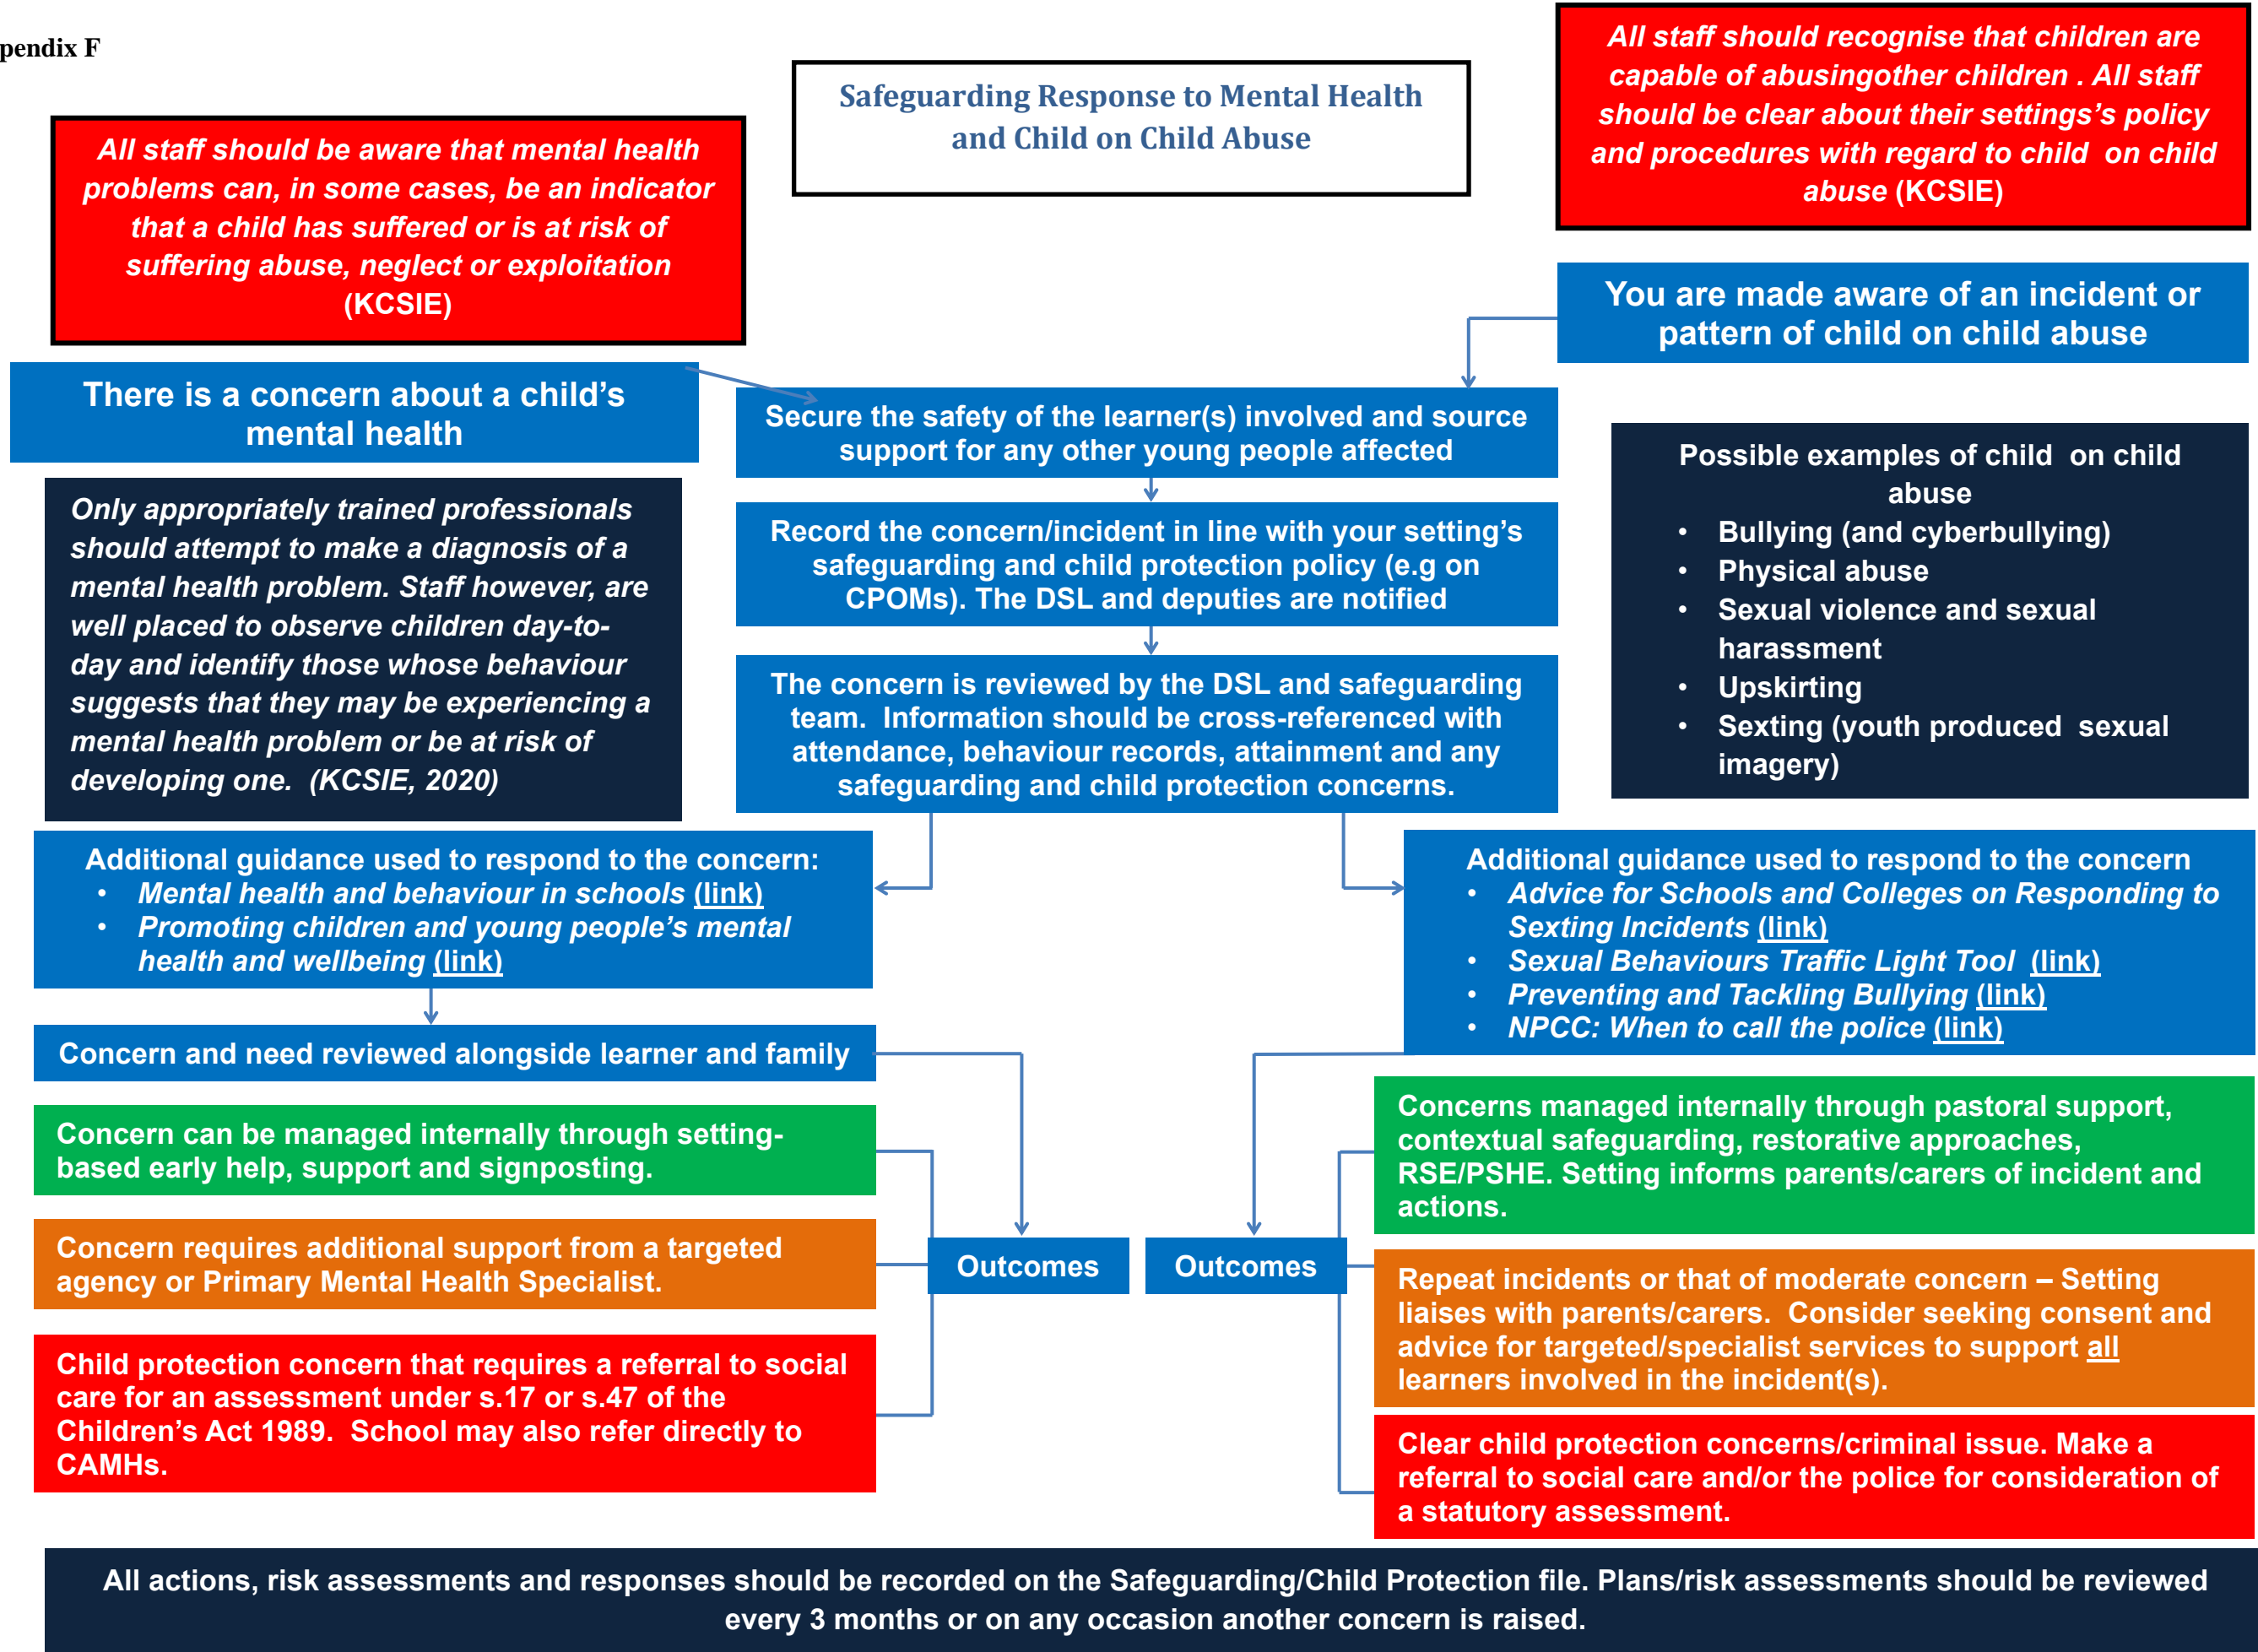 pendix F
Safeguarding Response to Mental Health
and Child on Child Abuse
All staff should recognise that children are
capable of abusingother children . All staff
should be clear about their settings's policy
and procedures with regard to child  on child
abuse (KCSIE)
All staff should be aware that mental health
problems can, in some cases, be an indicator
that a child has suffered or is at risk of
suffering abuse, neglect or exploitation
(KCSIE)
You are made aware of an incident or
pattern of child on child abuse
There is a concern about a child’s
mental health
Secure the safety of the learner(s) involved and source
support for any other young people affected
Only appropriately trained professionals
should attempt to make a diagnosis of a
mental health problem. Staff however, are
well placed to observe children day-to-
day and identify those whose behaviour
suggests that they may be experiencing a
mental health problem or be at risk of
developing one.  (KCSIE, 2020)
Record the concern/incident in line with your setting’s
safeguarding and child protection policy (e.g on
CPOMs). The DSL and deputies are notified
Possible examples of child  on child
abuse
• Bullying (and cyberbullying)
• Physical abuse
• Sexual violence and sexual
harassment
• Upskirting
• Sexting (youth produced  sexual
imagery)
The concern is reviewed by the DSL and safeguarding
team.  Information should be cross-referenced with
attendance, behaviour records, attainment and any
safeguarding and child protection concerns.
Additional guidance used to respond to the concern:
• Mental health and behaviour in schools (link)
• Promoting children and young people’s mental
health and wellbeing (link)
Additional guidance used to respond to the concern
• Advice for Schools and Colleges on Responding to
Sexting Incidents (link)
• Sexual Behaviours Traffic Light Tool  (link)
• Preventing and Tackling Bullying (link)
• NPCC: When to call the police (link)
Concern and need reviewed alongside learner and family
Concern can be managed internally through setting-
based early help, support and signposting.
Concern requires additional support from a targeted
agency or Primary Mental Health Specialist.
Child protection concern that requires a referral to social
care for an assessment under s.17 or s.47 of the
Children’s Act 1989.  School may also refer directly to
CAMHs.
Outcomes
Outcomes
Concerns managed internally through pastoral support,
contextual safeguarding, restorative approaches,
RSE/PSHE. Setting informs parents/carers of incident and
actions.
Repeat incidents or that of moderate concern – Setting
liaises with parents/carers.  Consider seeking consent and
advice for targeted/specialist services to support all
learners involved in the incident(s).
Clear child protection concerns/criminal issue. Make a
referral to social care and/or the police for consideration of
a statutory assessment.
All actions, risk assessments and responses should be recorded on the Safeguarding/Child Protection file. Plans/risk assessments should be reviewed
every 3 months or on any occasion another concern is raised.